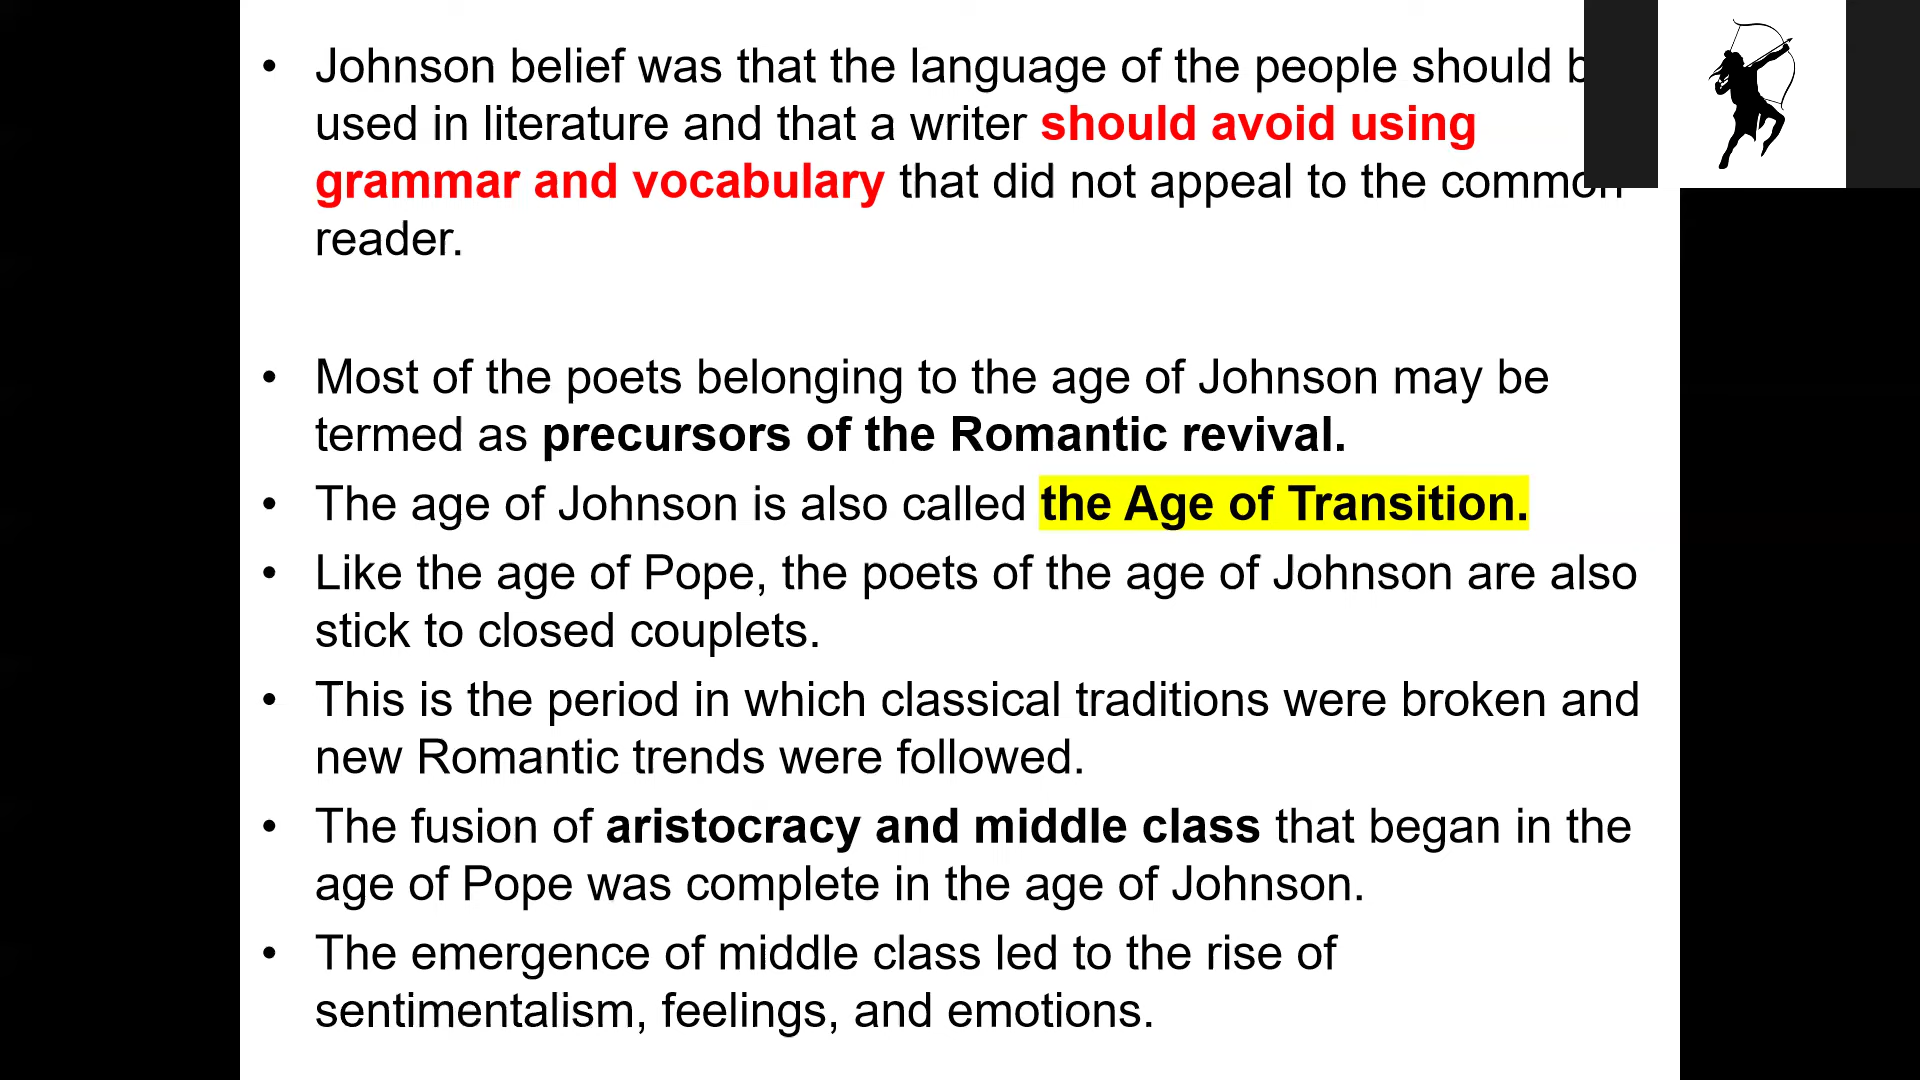 • Johnson belief was that the language of the people should
used in literature and that a writer should avoid using
grammar and vocabulary that did not appeal to the common
reader.
• Most of the poets belonging to the age of Johnson may be
termed as precursors of the Romantic revival.
• The age of Johnson is also called the Age of Transition.
• Like the age of Pope, the poets of the age of Johnson are also
stick to closed couplets.
• This is the period in which classical traditions were broken and
new Romantic trends were followed.
• The fusion of aristocracy and middle class that began in the
age of Pope was complete in the age of Johnson.
• The emergence of middle class led to the rise of
sentimentalism, feelings, and emotions.